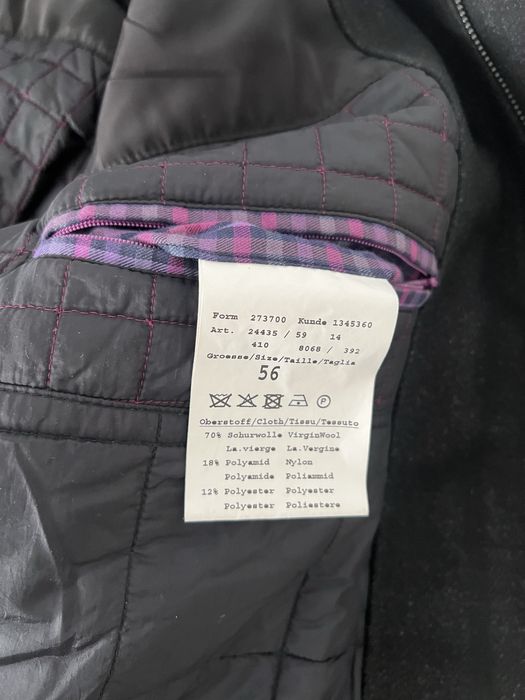 Form 273700 Kunde 1345360
Art. 24435 / 59 14
410 8068 / 392
Groesse/Size/Taille/Taglia
56
P
Oberstoff/Cloth/Tissu/Tessuto
70% Schurwolle VirginWool
La.vierge La.Vergine
18% Polyamid Nylon
Polyamide Poliammid
12% Polyester Polyester
Polyester Poliestere